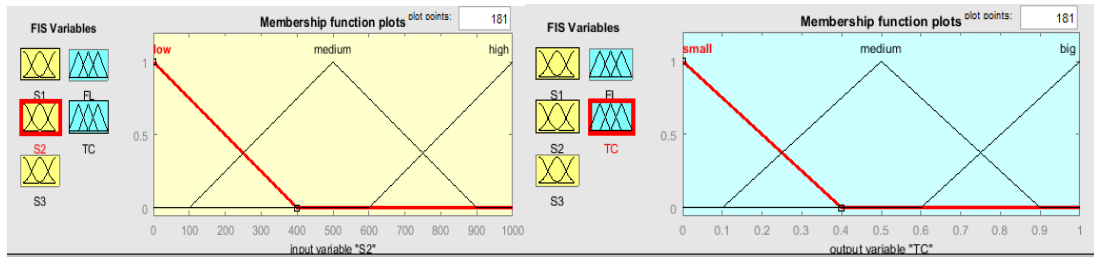 FIS Variables
Membership function plots
plot points:
181
low
medium
high
S1
FL
S2
TC
S3
1
0.5
0
0
100
200
300
400
500
600
700
800
900
1000
input variable "S2"
FIS Variables
Membership function plots
plot points:
181
small
medium
big
S1
FL
S2
TC
S3
1
0.5
0
0
0.1
0.2
0.3
0.4
0.5
0.6
0.7
0.8
0.9
1
output variable "TC"